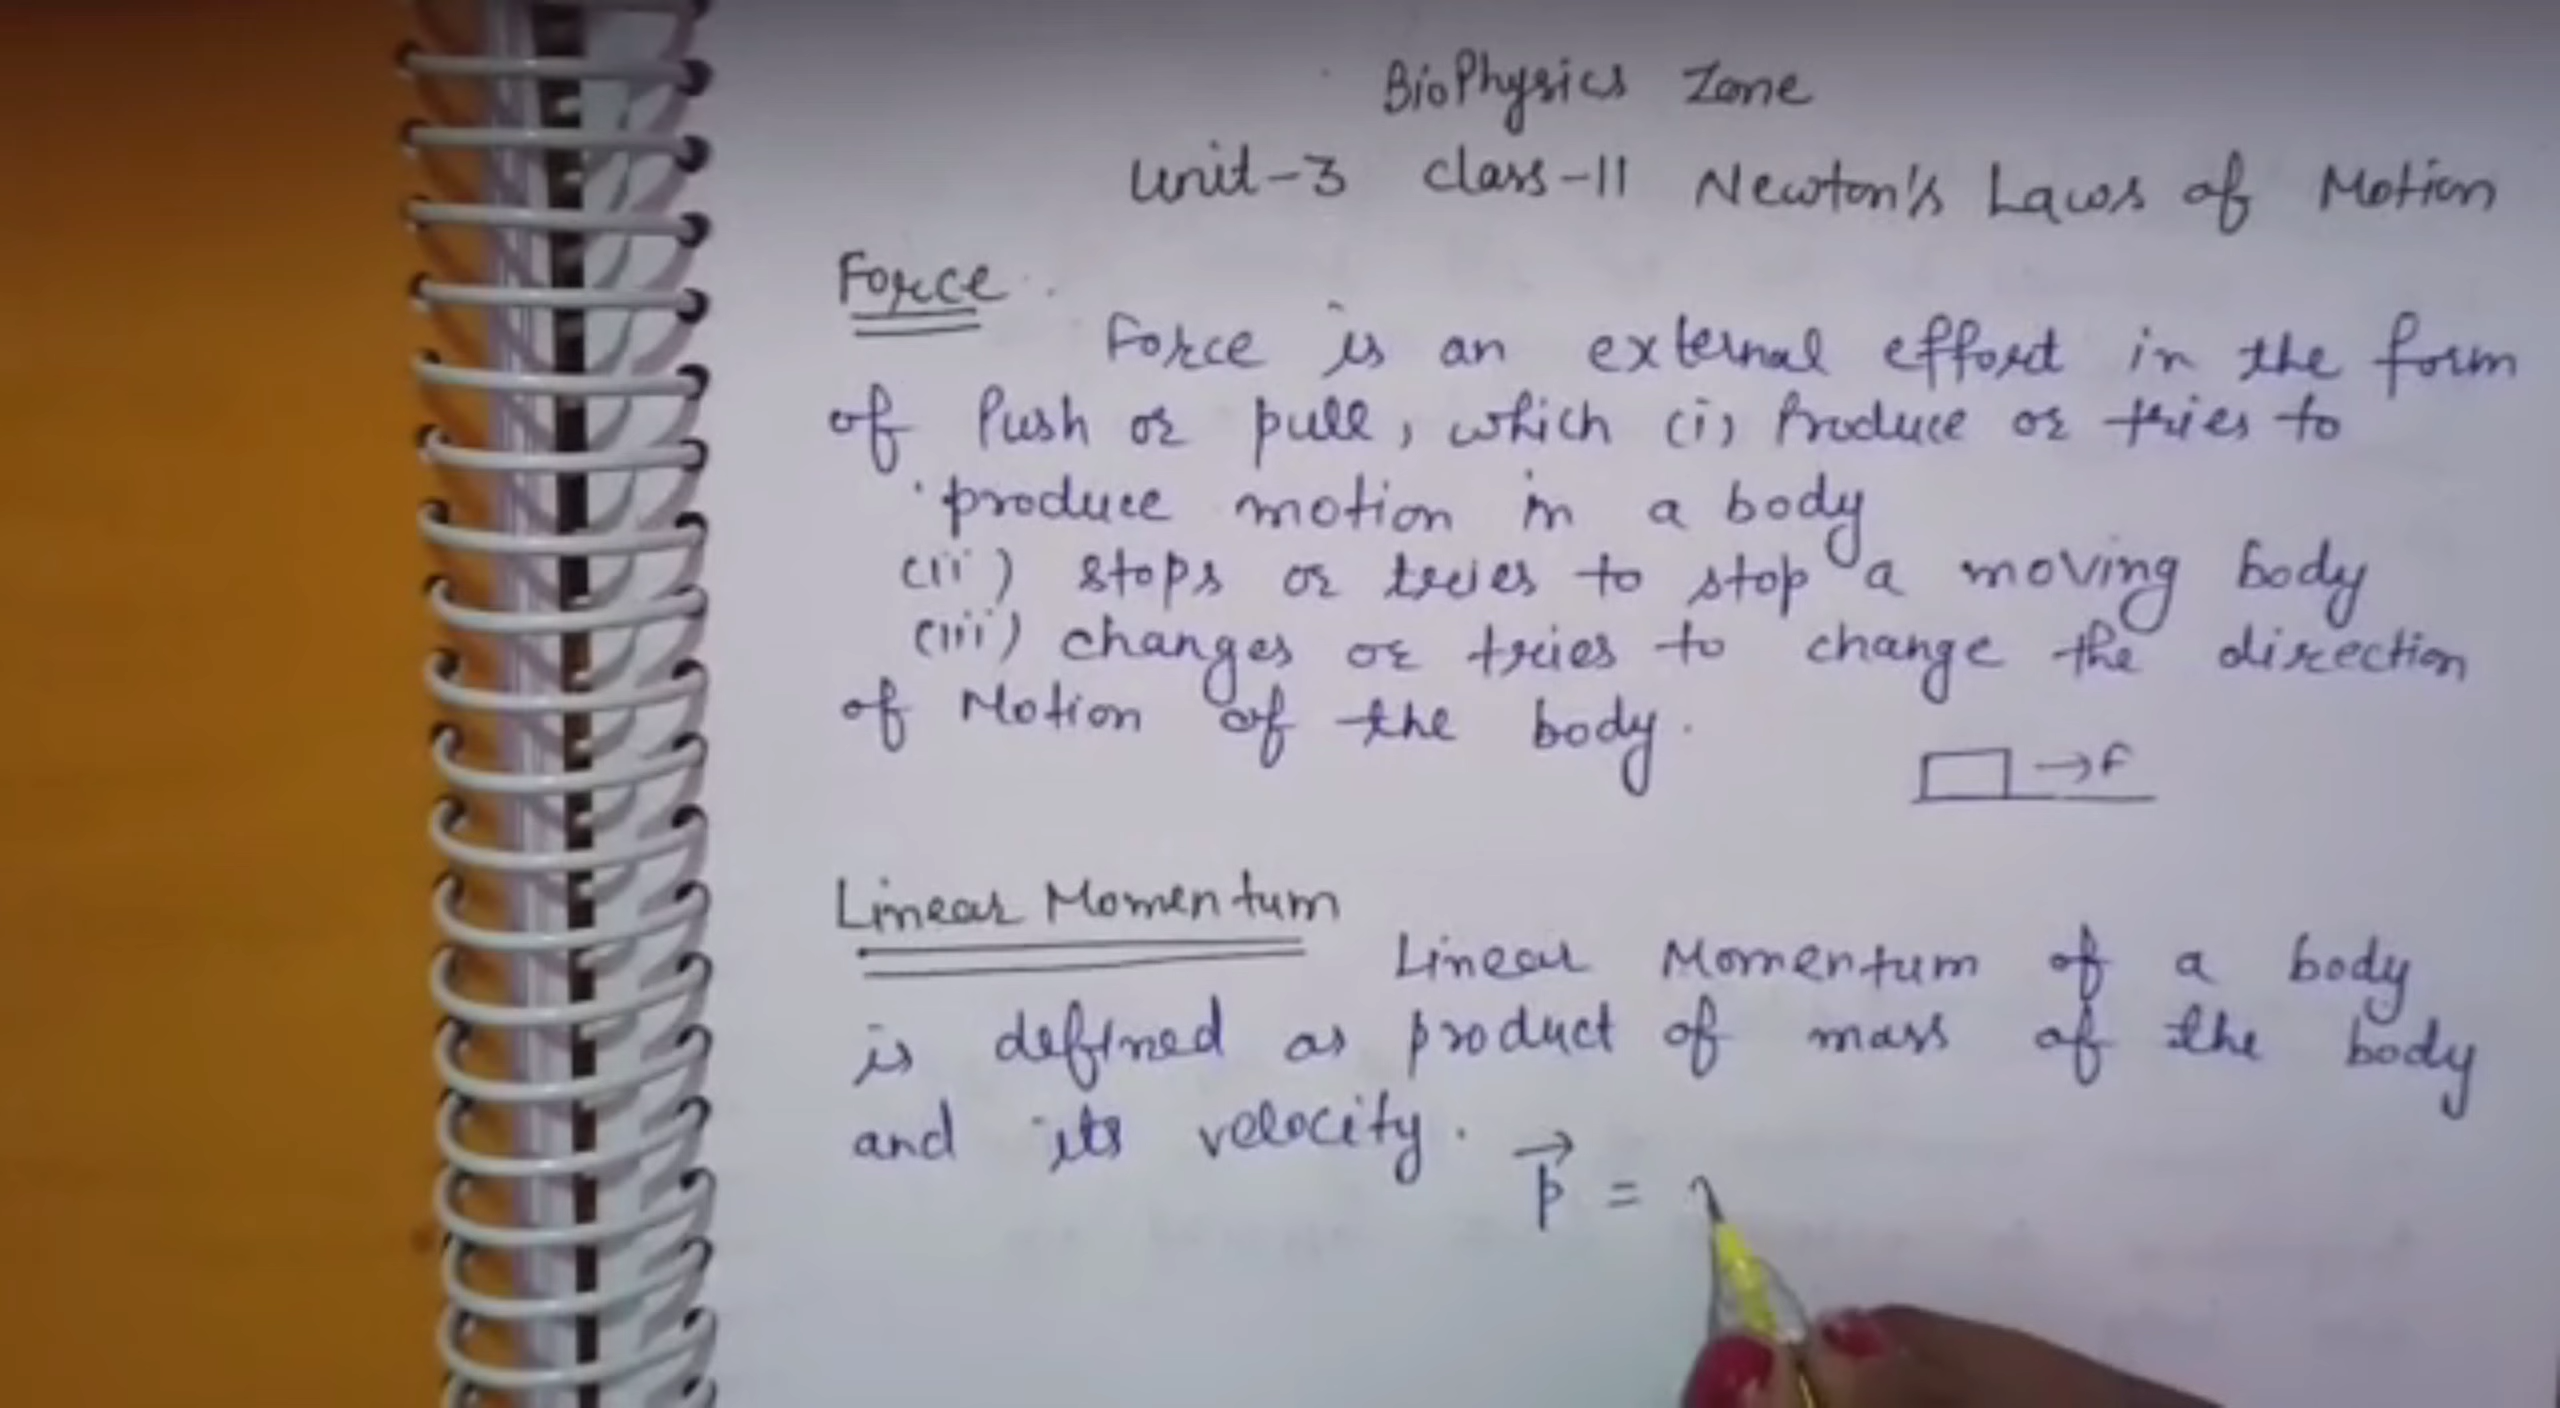 BioPhysics Zone
Unit-3 class-11 Newton's Laws of Motion
Force
Force is an external effort in the form
of Push or pull, which (i) Produce or tries to
produce motion in a body
(ii) stops or tries to stop a moving body
(iii) changes or tries to change the direction
of Motion of the body.
→F
Linear Momentum
Linear Momentum of a body
is defined as product of mass of the body
and its velocity.
p⃗ =